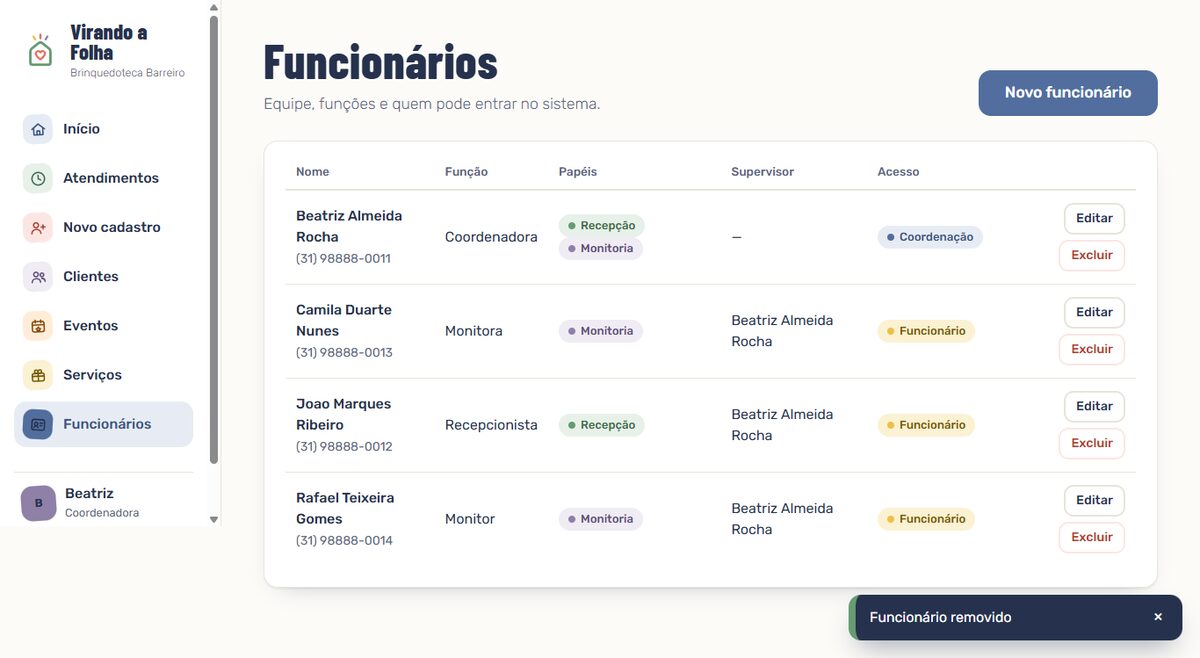 Virando a
Folha
Brinquedoteca Barreiro
Início
Atendimentos
Novo cadastro
Clientes
Eventos
Serviços
Funcionários
B
Beatriz
Coordenadora
Funcionários
Equipe, funções e quem pode entrar no sistema.
Novo funcionário
Nome Função Papéis Supervisor Acesso
Beatriz Almeida
Rocha
(31) 98888-0011
Coordenadora
Recepção
Monitoria
—
Coordenação
Editar
Excluir
Camila Duarte
Nunes
(31) 98888-0013
Monitora
Monitoria
Beatriz Almeida
Rocha
Funcionário
Editar
Excluir
Joao Marques
Ribeiro
(31) 98888-0012
Recepcionista
Recepção
Beatriz Almeida
Rocha
Funcionário
Editar
Excluir
Rafael Teixeira
Gomes
(31) 98888-0014
Monitor
Monitoria
Beatriz Almeida
Rocha
Funcionário
Editar
Excluir
Funcionário removido ×